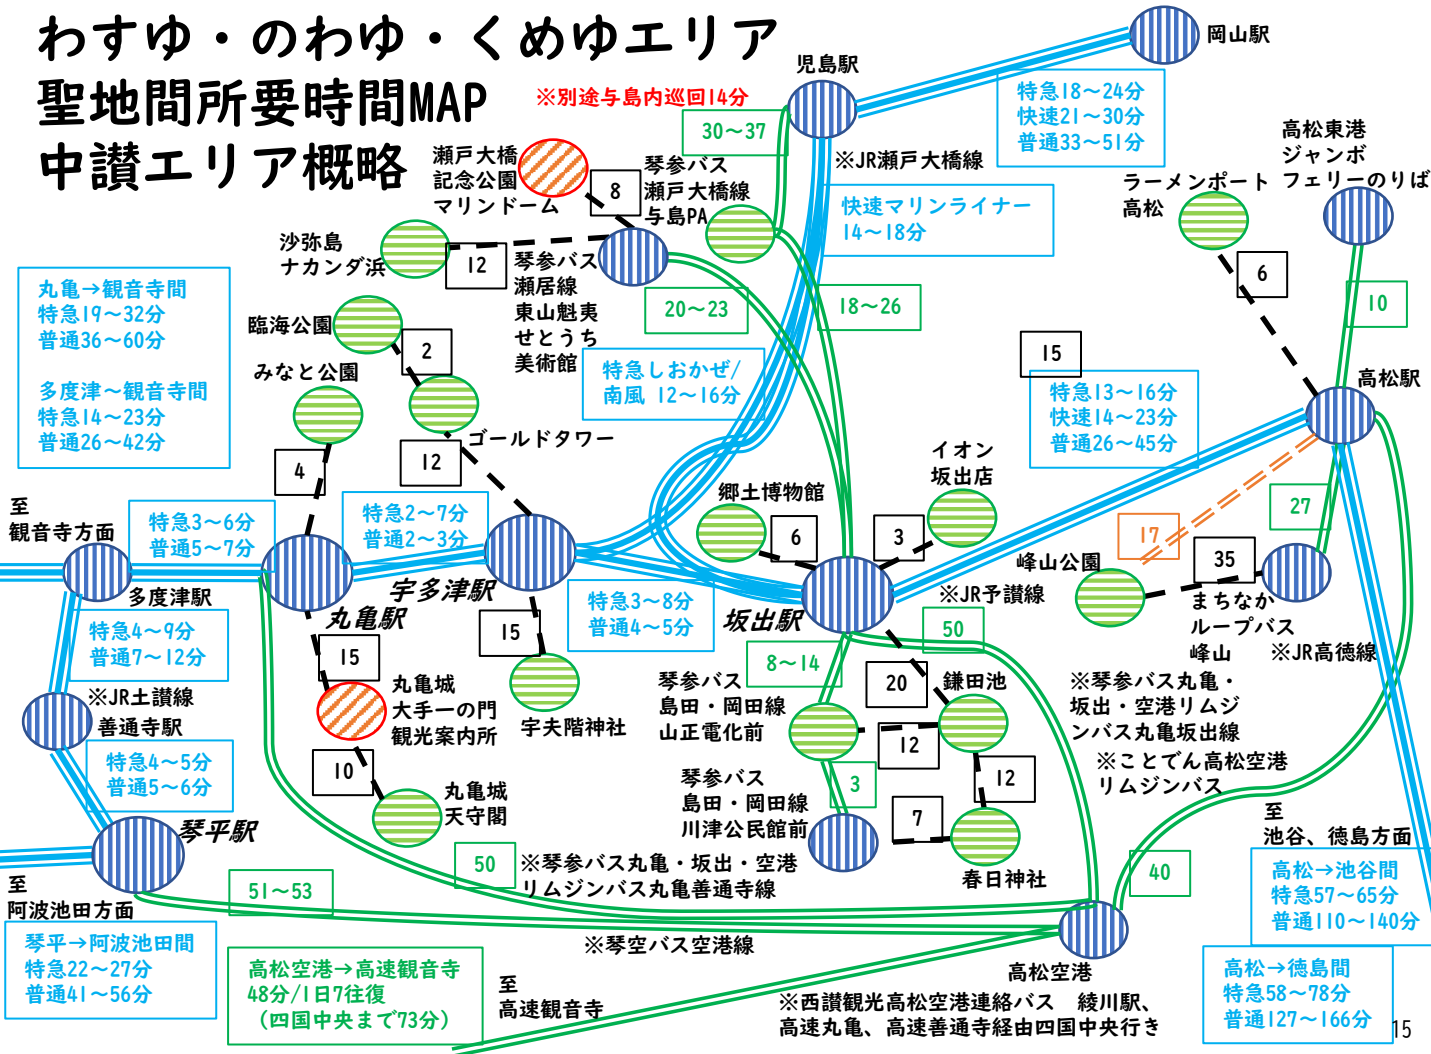 わすゆ・のわゆ・くめゆエリア
聖地間所要時間MAP
中讃エリア概略
※別途与島内巡回14分
岡山駅
児島駅
特急18～24分
快速21～30分
普通33～51分
30～37
※JR瀬戸大橋線
快速マリンライナー
14～18分
瀬戸大橋
記念公園
マリンドーム
8
琴参バス
瀬戸大橋線
与島PA
沙弥島
ナカンダ浜
12
琴参バス
瀬居線
東山魁夷
せとうち
美術館
20～23
18～26
高松東港
ジャンボ
フェリーのりば
ラーメンポート
高松
6
10
15
高松駅
丸亀→観音寺間
特急19～32分
普通36～60分
多度津～観音寺間
特急14～23分
普通26～42分
臨海公園
2
みなと公園
4
ゴールドタワー
12
特急しおかぜ/
南風 12～16分
特急13～16分
快速14～23分
普通26～45分
イオン
坂出店
3
郷土博物館
6
至
観音寺方面
特急3～6分
普通5～7分
特急2～7分
普通2～3分
多度津駅
丸亀駅
宇多津駅
特急3～8分
普通4～5分
坂出駅
※JR予讃線
17
27
峰山公園
35
まちなか
ループバス
峰山
※JR高徳線
特急4～9分
普通7～12分
※JR土讃線
善通寺駅
特急4～5分
普通5～6分
琴平駅
15
丸亀城
大手一の門
観光案内所
10
丸亀城
天守閣
15
宇夫階神社
8～14
50
20
鎌田池
琴参バス
島田・岡田線
山正電化前
12
12
琴参バス
島田・岡田線
川津公民館前
3
7
春日神社
※琴参バス丸亀・
坂出・空港リムジ
ンバス丸亀坂出線
※ことでん高松空港
リムジンバス
至
池谷、徳島方面
高松→池谷間
特急57～65分
普通110～140分
高松→徳島間
特急58～78分
普通127～166分
40
50
※琴参バス丸亀・坂出・空港
リムジンバス丸亀善通寺線
51～53
※琴空バス空港線
至
阿波池田方面
琴平→阿波池田間
特急22～27分
普通41～56分
高松空港→高速観音寺
48分/1日7往復
（四国中央まで73分）
至
高速観音寺
高松空港
※西讃観光高松空港連絡バス　綾川駅、
高速丸亀、高速善通寺経由四国中央行き
15